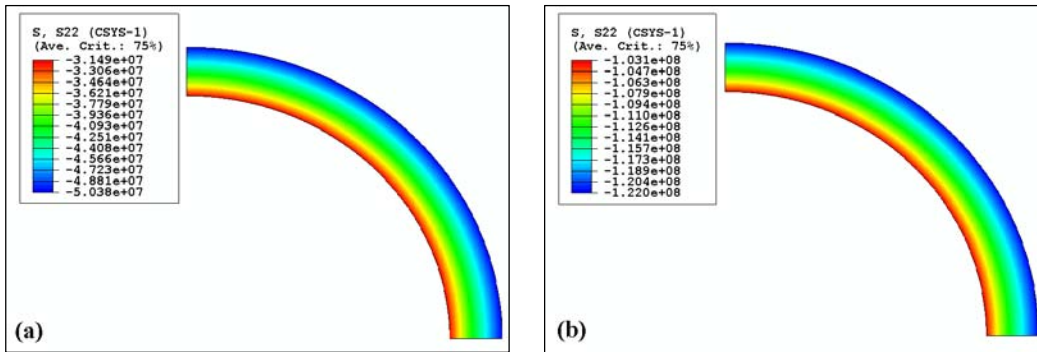 S, S22 (CSYS-1)
(Ave. Crit.: 75%)
-3.149e+07
-3.306e+07
-3.464e+07
-3.621e+07
-3.779e+07
-3.936e+07
-4.093e+07
-4.251e+07
-4.408e+07
-4.566e+07
-4.723e+07
-4.881e+07
-5.038e+07
(a)
S, S22 (CSYS-1)
(Ave. Crit.: 75%)
-1.031e+08
-1.047e+08
-1.063e+08
-1.079e+08
-1.094e+08
-1.110e+08
-1.126e+08
-1.141e+08
-1.157e+08
-1.173e+08
-1.189e+08
-1.204e+08
-1.220e+08
(b)